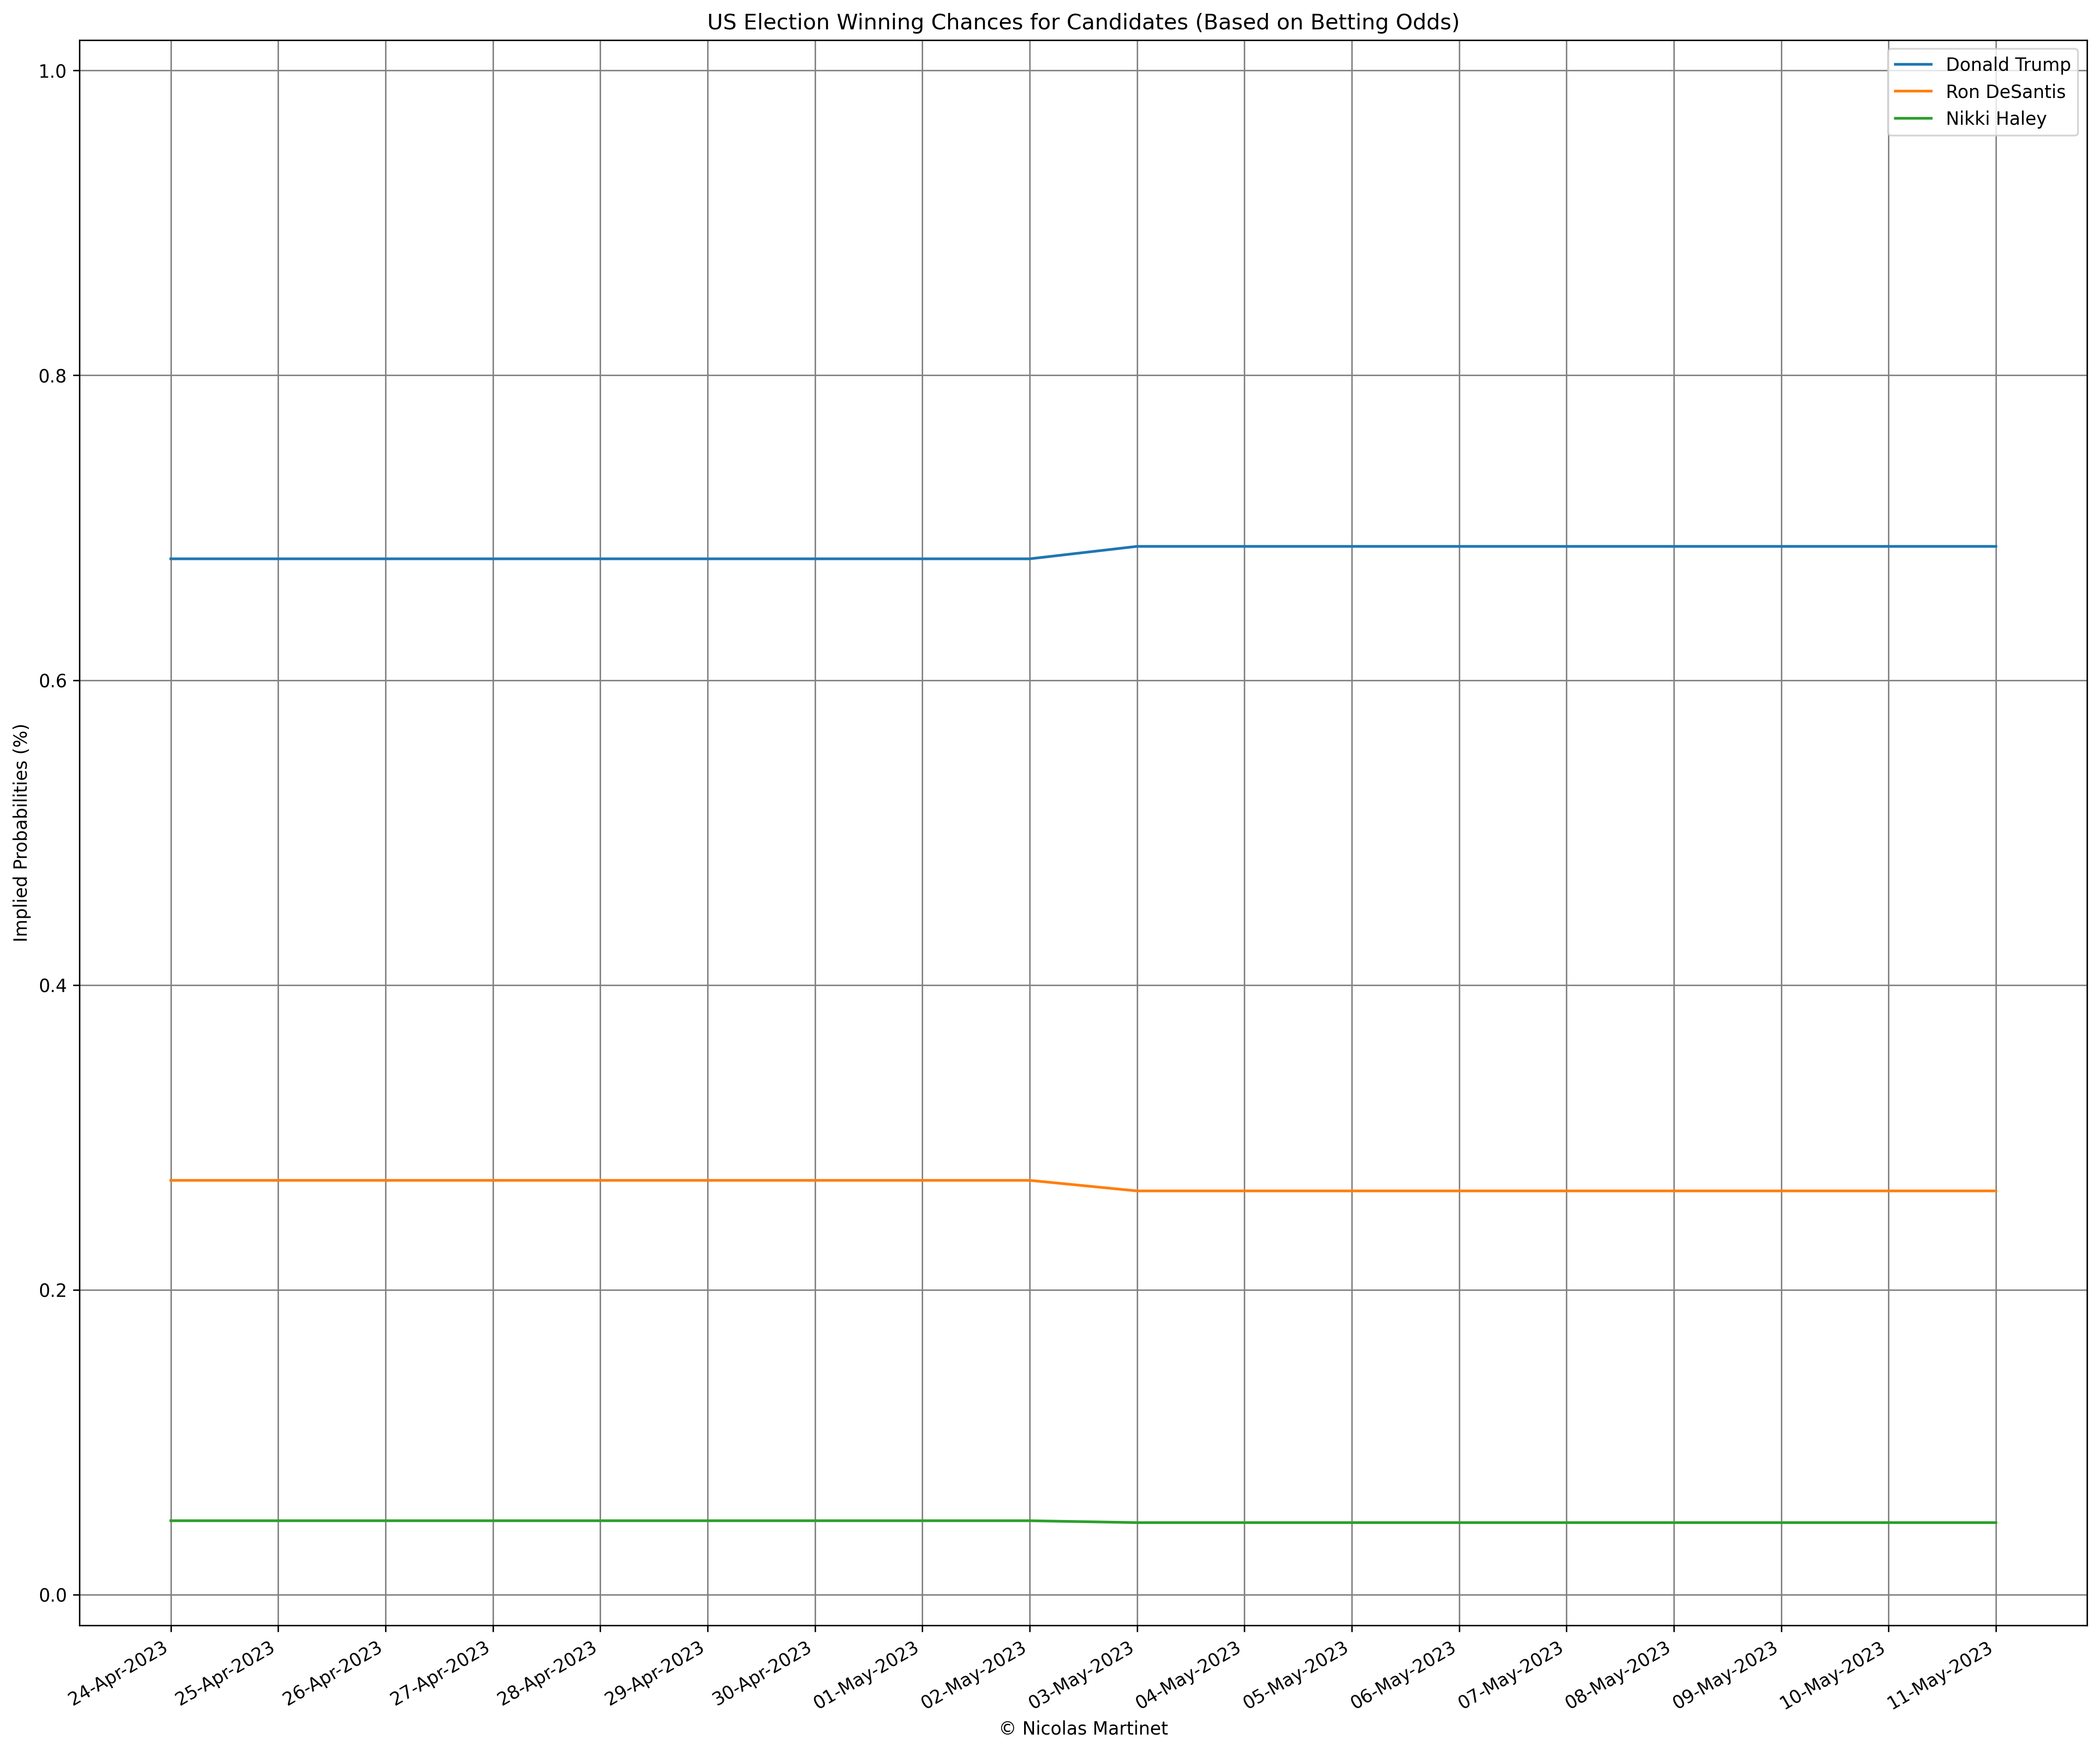 US Election Winning Chances for Candidates (Based on Betting Odds)
Donald Trump
Ron DeSantis
Nikki Haley
Implied Probabilities (%)
1.0
0.8
0.6
0.4
0.2
0.0
24-Apr-2023
25-Apr-2023
26-Apr-2023
27-Apr-2023
28-Apr-2023
29-Apr-2023
30-Apr-2023
01-May-2023
02-May-2023
03-May-2023
04-May-2023
05-May-2023
06-May-2023
07-May-2023
08-May-2023
09-May-2023
10-May-2023
11-May-2023
© Nicolas Martinet